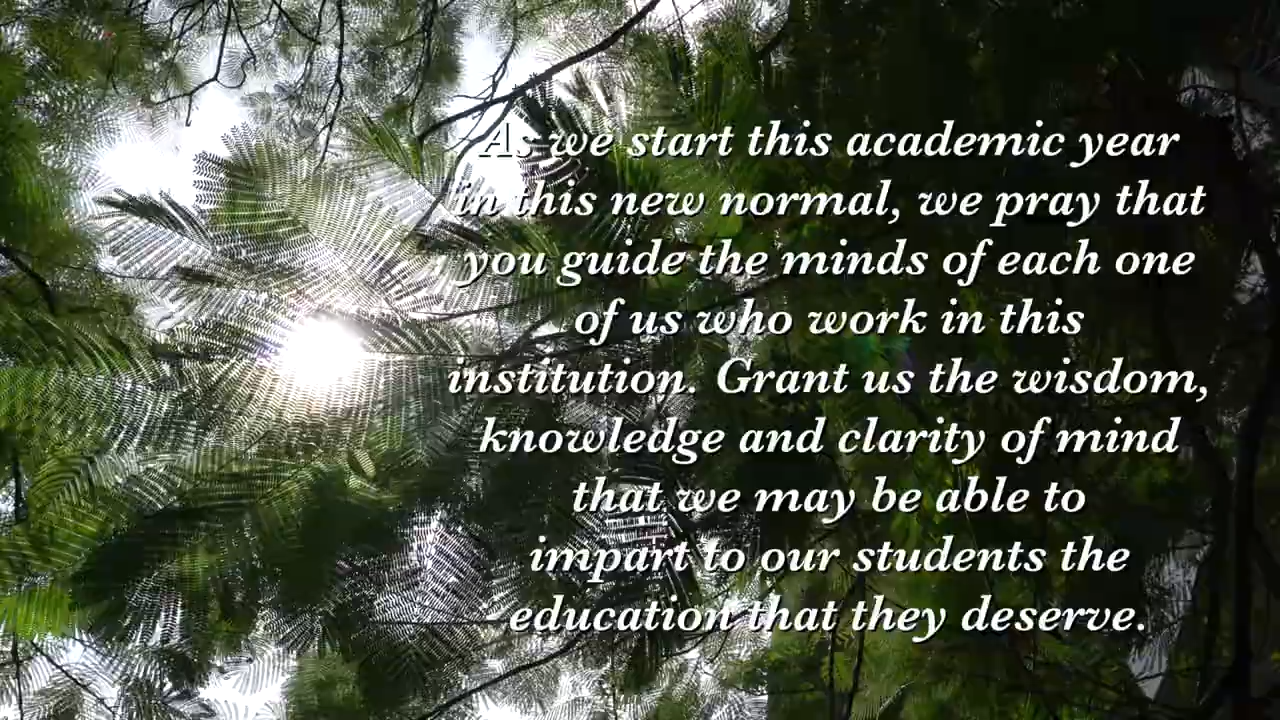 As we start this academic year
in this new normal, we pray that
you guide the minds of each one
of us who work in this
institution. Grant us the wisdom,
knowledge and clarity of mind
that we may be able to
impart to our students the
education that they deserve.